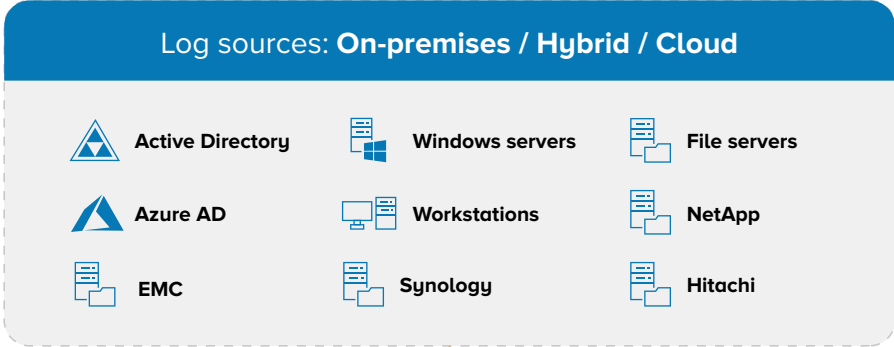 Log sources: On-premises / Hybrid / Cloud
Active Directory
Windows servers
File servers
Azure AD
Workstations
NetApp
EMC
Synology
Hitachi